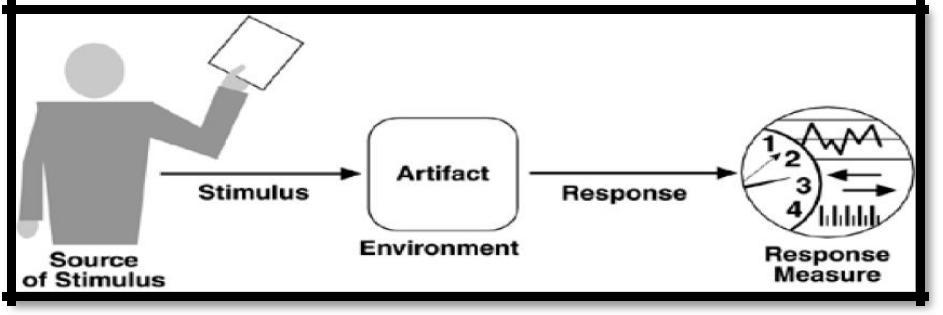 Source
of Stimulus
Stimulus
Artifact
Environment
Response
1
2
3
4
Response
Measure